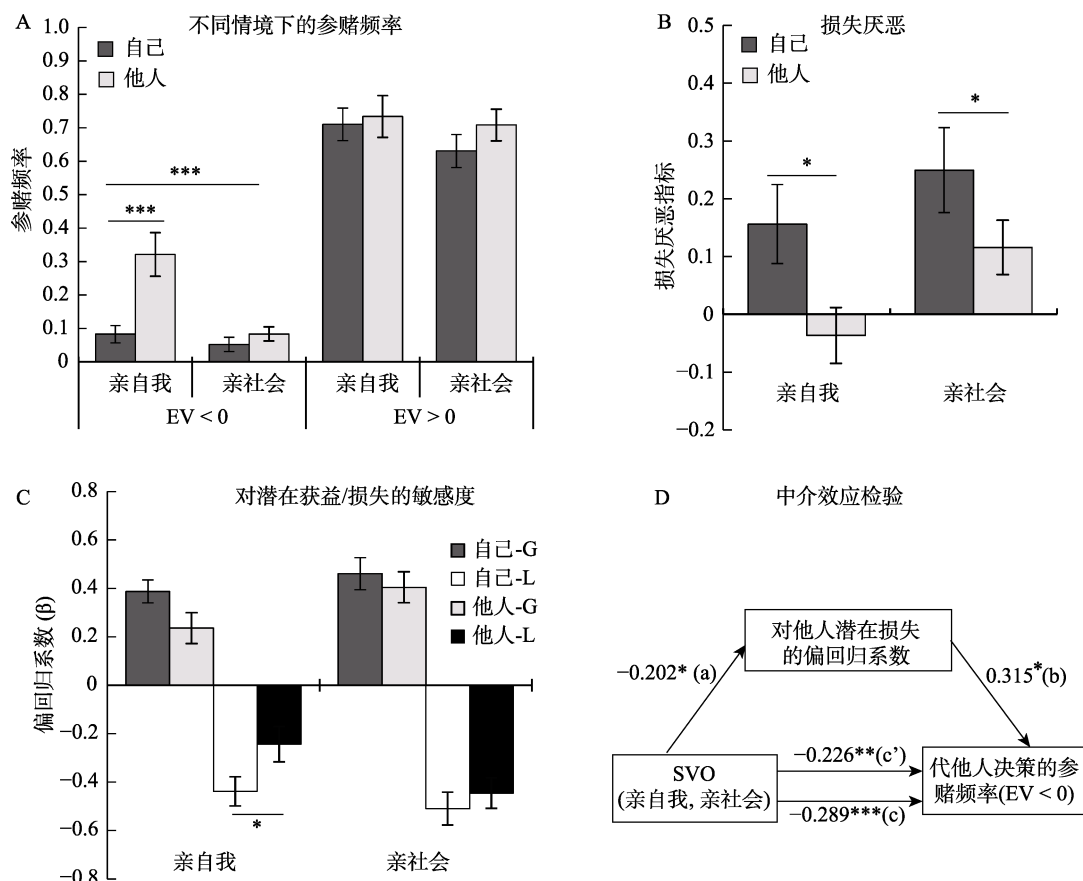 A
不同情境下的参赌频率
1.0
0.9
0.8
0.7
0.6
0.5
0.4
0.3
0.2
0.1
0
参赌频率
自己
他人
***
***
亲自我
亲社会
亲自我
亲社会
EV < 0
EV > 0
B
损失厌恶
0.5
0.4
0.3
0.2
0.1
0
−0.1
−0.2
损失厌恶指标
自己
他人
*
*
亲自我
亲社会
C
对潜在获益/损失的敏感度
0.8
0.6
0.4
0.2
0
−0.2
−0.4
−0.6
−0.8
偏回归系数 (β)
自己-G
自己-L
他人-G
他人-L
*
亲自我
亲社会
D
中介效应检验
对他人潜在损失
的偏回归系数
−0.202* (a)
0.315*(b)
−0.226**(c’)
−0.289***(c)
SVO
(亲自我, 亲社会)
代他人决策的参
赌频率(EV < 0)